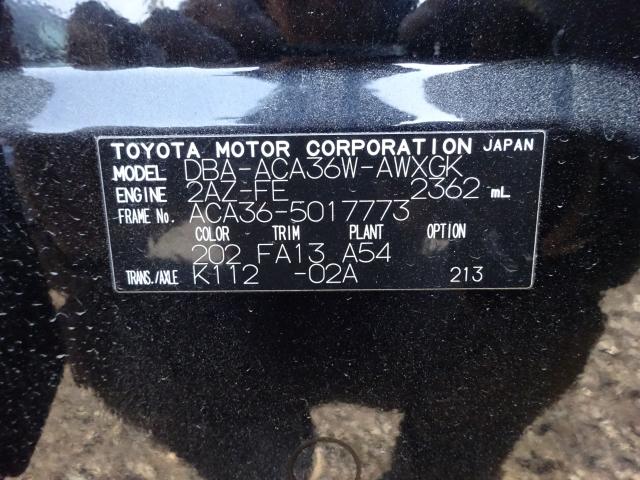 TOYOTA MOTOR CORPORATION JAPAN
MODEL DBA-ACA36W-AWXGK
ENGINE 2AZ-FE 2362 mL
FRAME No. ACA36-5017773
COLOR TRIM PLANT OPTION
202 FA13 A54
TRANS./AXLE K112 -02A 213